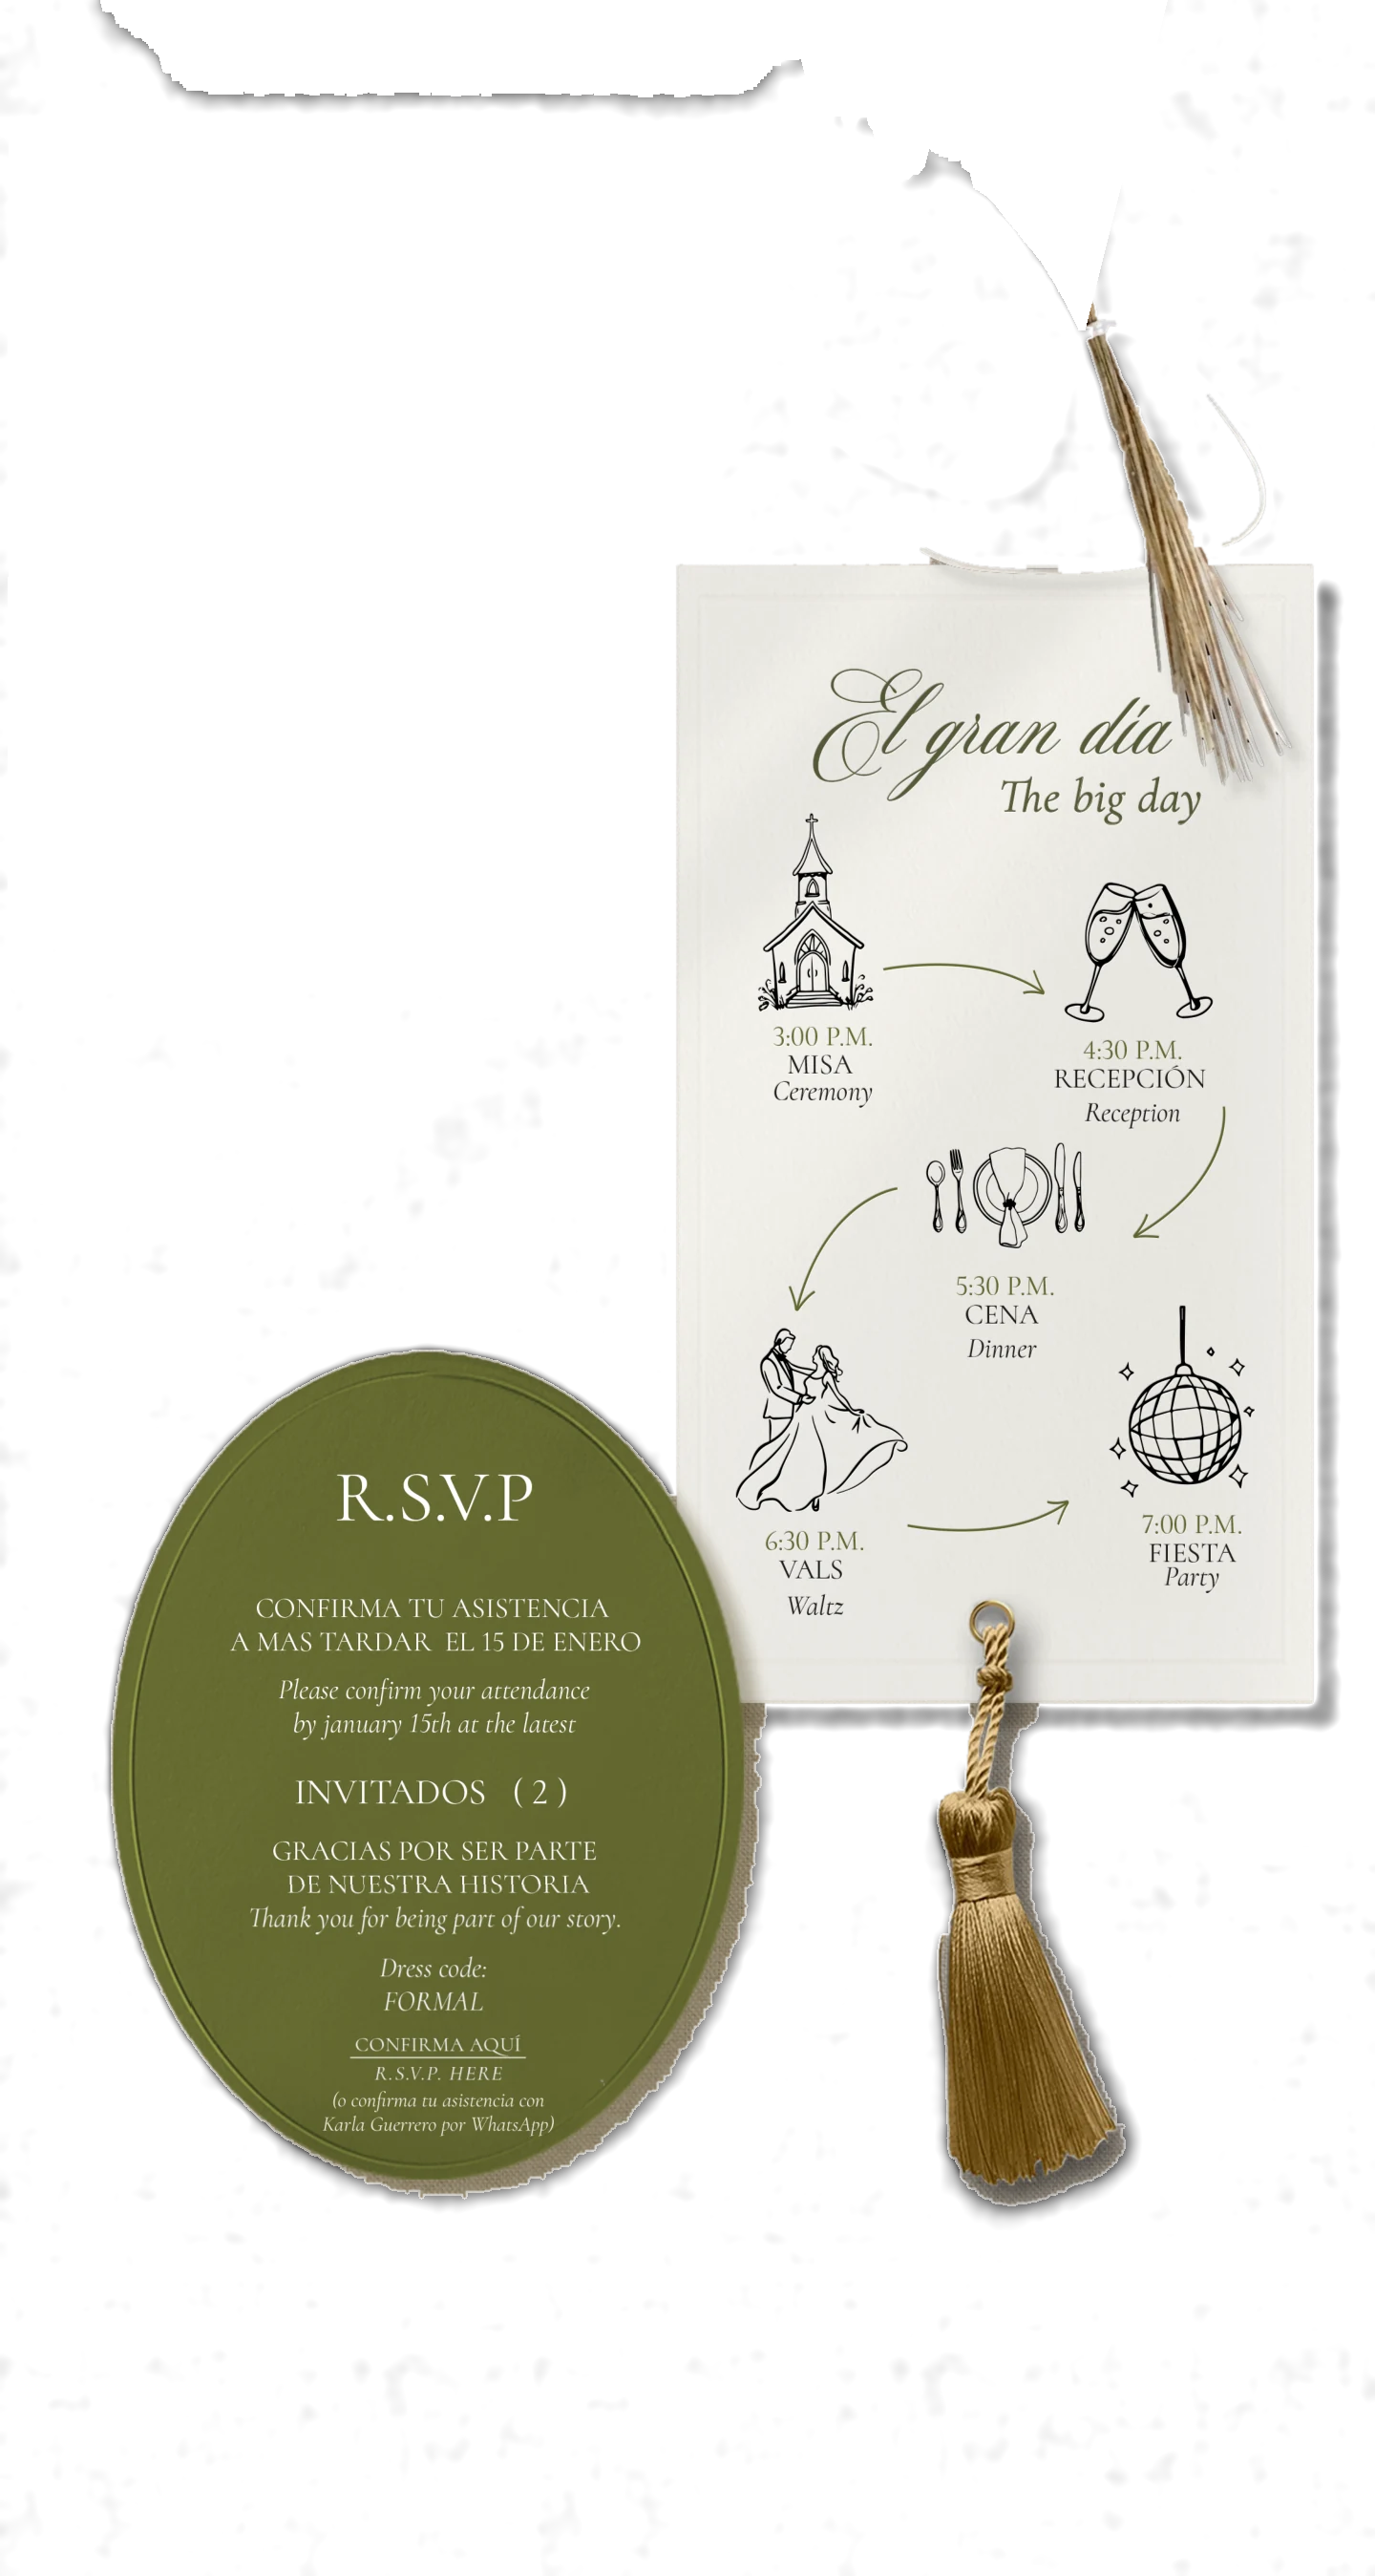 El gran día
The big day
3:00 P.M.
MISA
Ceremony
4:30 P.M.
RECEPCIÓN
Reception
5:30 P.M.
CENA
Dinner
6:30 P.M.
VALS
Waltz
7:00 P.M.
FIESTA
Party
R.S.V.P
CONFIRMA TU ASISTENCIA
A MAS TARDAR EL 15 DE ENERO
Please confirm your attendance
by january 15th at the latest
INVITADOS ( 2 )
GRACIAS POR SER PARTE
DE NUESTRA HISTORIA
Thank you for being part of our story.
Dress code:
FORMAL
CONFIRMA AQUÍ
R.S.V.P. HERE
(o confirma tu asistencia con
Karla Guerrero por WhatsApp)